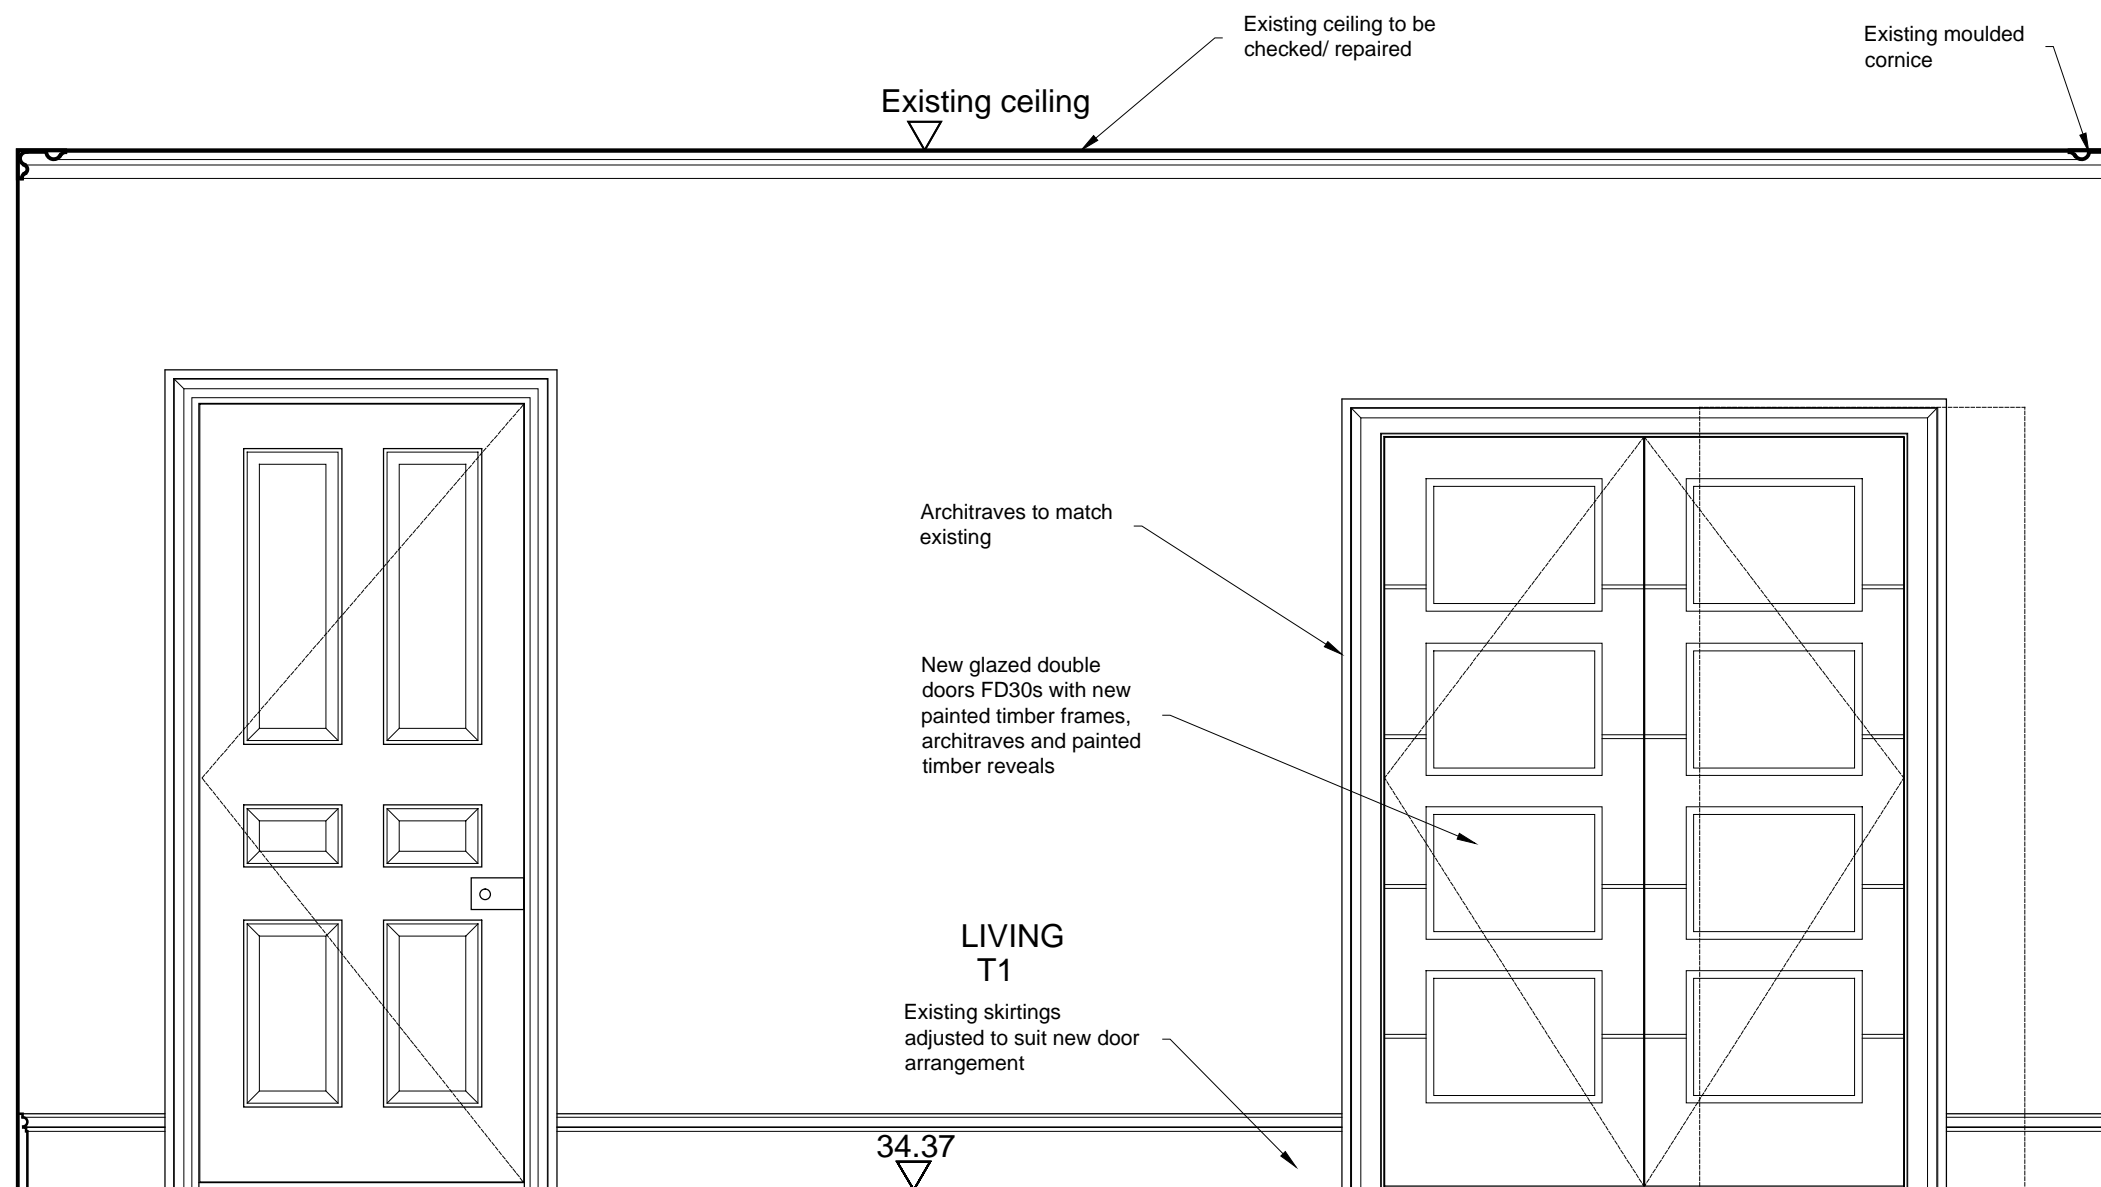 Existing ceiling to be
checked/ repaired
Existing moulded
cornice
Existing ceiling
Architraves to match
existing
New glazed double
doors FD30s with new
painted timber frames,
architraves and painted
timber reveals
LIVING
T1
Existing skirtings
adjusted to suit new door
arrangement
34.37